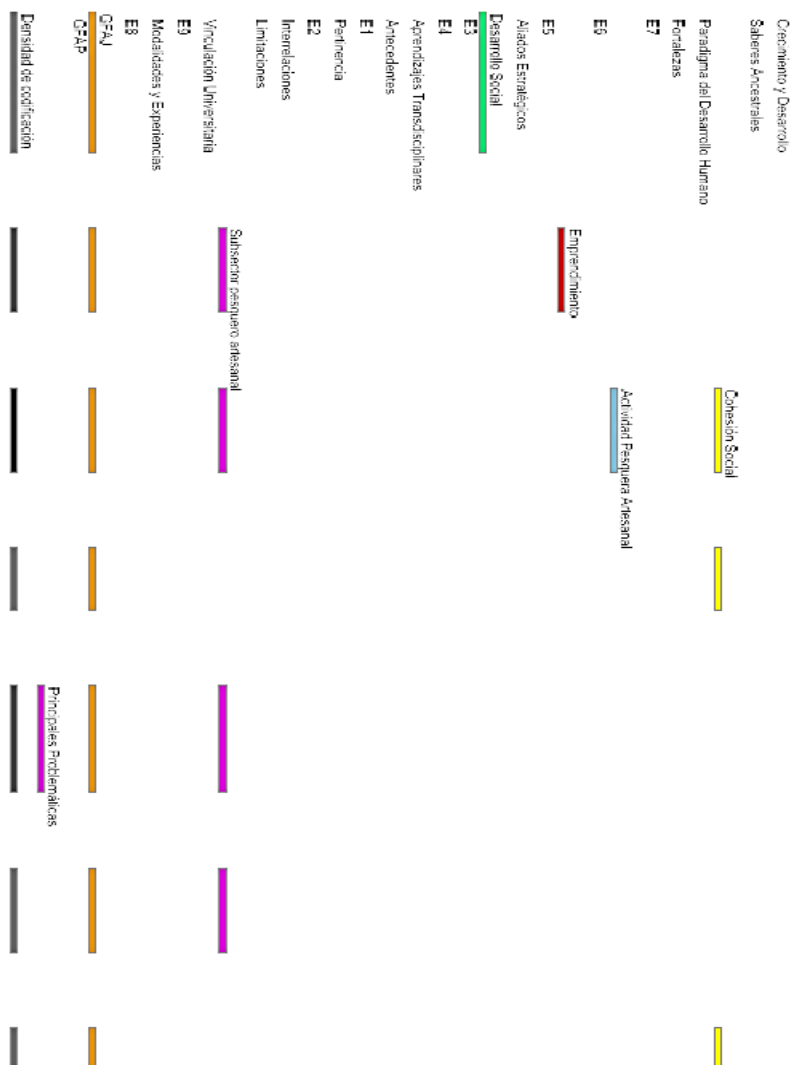 Crecimiento y Desarrollo
Saberes Ancestrales
Cohesión Social
Paradigma del Desarrollo Humano
Fortalezas
E7
Actividad Pesquera Artesanal
E6
Emprendimiento
E5
Aliados Estratégicos
Desarrollo Social
E3
E4
Aprendizajes Transdisciplinares
Antecedentes
E1
Pertinencia
E2
Interrelaciones
Limitaciones
Subsector pesquero artesanal
Vinculación Universitaria
E9
Modalidades y Experiencias
E8
GFAJ
GFAP
Principales Problemáticas
Densidad de codificación